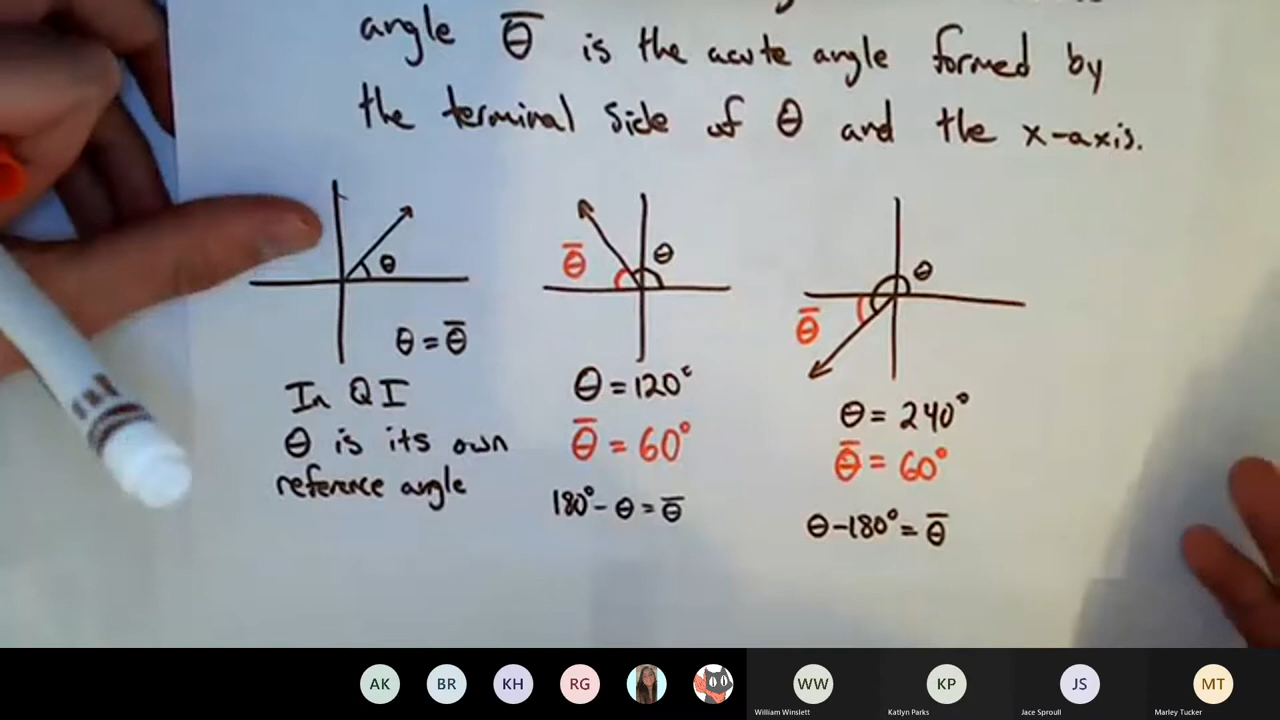 angle θ̅ is the acute angle formed by
the terminal side of θ and the x-axis.
θ
θ = θ̅
In QI
θ is its own
reference angle
θ̅ θ
θ = 120°
θ̅ = 60°
180° - θ = θ̅
θ
θ̅
θ = 240°
θ̅ = 60°
θ - 180° = θ̅
AK BR KH RG WW KP JS MT
William Winslett Katlyn Parks Jace Sproull Marley Tucker